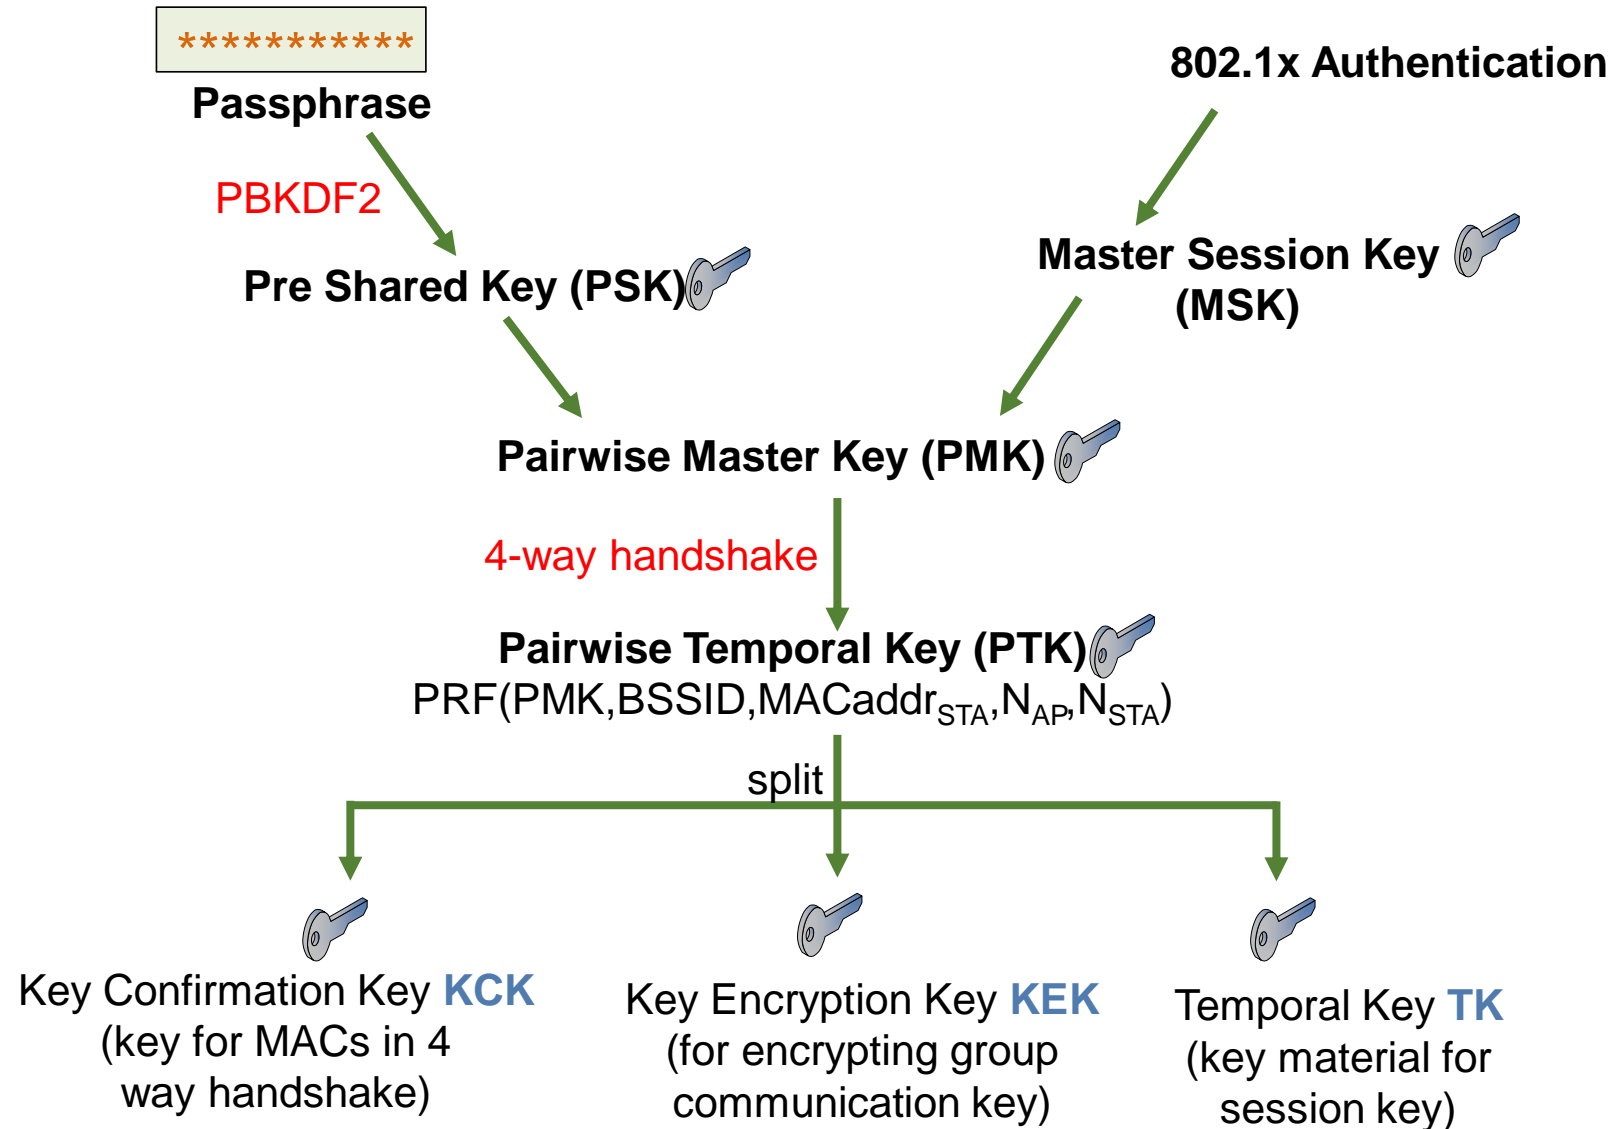 ***********
Passphrase
802.1x Authentication
PBKDF2
Pre Shared Key (PSK)
Master Session Key
(MSK)
Pairwise Master Key (PMK)
4-way handshake
Pairwise Temporal Key (PTK)
PRF(PMK,BSSID,MACaddrSTA,NAP,NSTA)
split
Key Confirmation Key KCK
(key for MACs in 4
way handshake)
Key Encryption Key KEK
(for encrypting group
communication key)
Temporal Key TK
(key material for
session key)